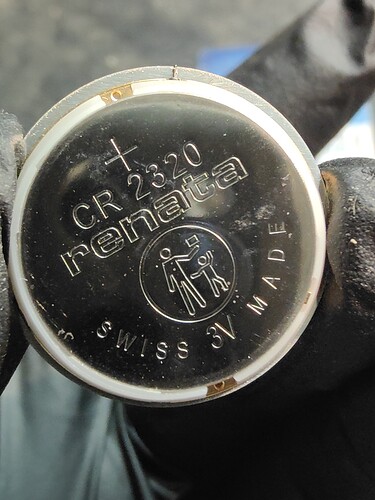 +
CR 2320
renata
SWISS 3V MADE